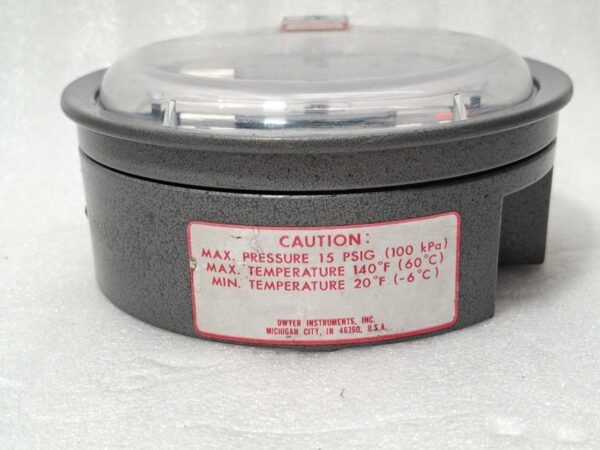 CAUTION:
MAX. PRESSURE 15 PSIG (100 kPa)
MAX. TEMPERATURE 140°F (60°C)
MIN. TEMPERATURE 20°F (-6°C)
DWYER INSTRUMENTS, INC.
MICHIGAN CITY, IN 46360, U.S.A.